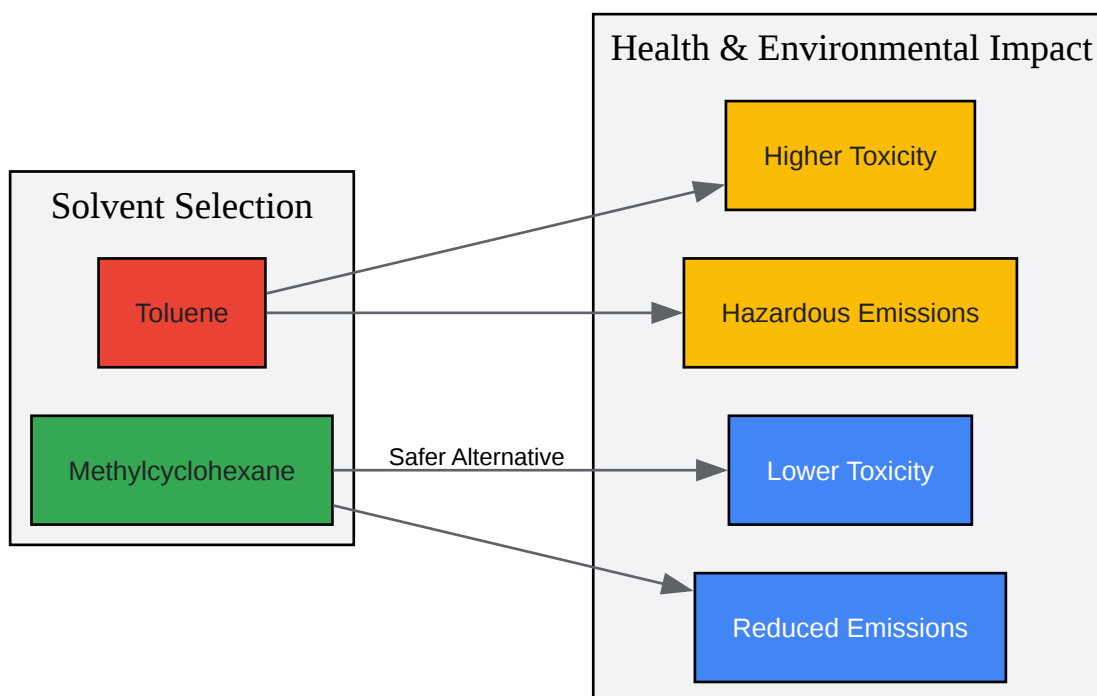 Health & Environmental Impact
Higher Toxicity
Solvent Selection
Toluene
Hazardous Emissions
Methylcyclohexane
Safer Alternative
Lower Toxicity
Reduced Emissions